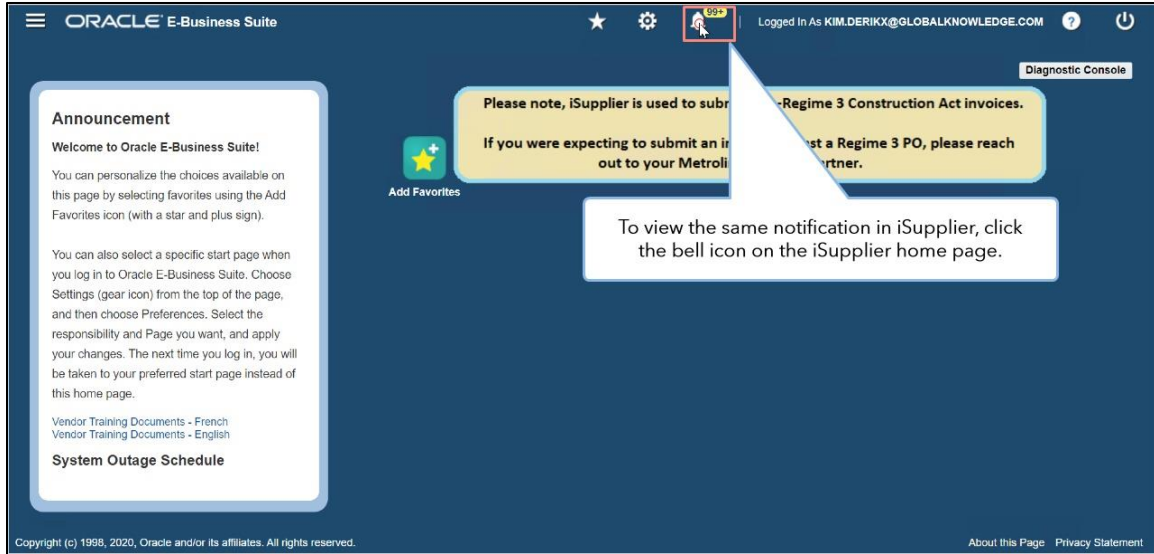 ORACLE E-Business Suite
99+
Logged In As KIM.DERIKX@GLOBALKNOWLEDGE.COM
?
Diagnostic Console
Announcement
Welcome to Oracle E-Business Suite!
You can personalize the choices available on
this page by selecting favorites using the Add
Favorites icon (with a star and plus sign).
You can also select a specific start page when
you log in to Oracle E-Business Suite. Choose
Settings (gear icon) from the top of the page,
and then choose Preferences. Select the
responsibility and Page you want, and apply
your changes. The next time you log in, you will
be taken to your preferred start page instead of
this home page.
Vendor Training Documents - French
Vendor Training Documents - English
System Outage Schedule
Add Favorites
Please note, iSupplier is used to -Regime 3 Construction Act invoices.
If you were expecting to submit an a Regime 3 PO, please reach
out to your
To view the same notification in iSupplier, click
the bell icon on the iSupplier home page.
Copyright (c) 1998, 2020, Oracle and/or its affiliates. All rights reserved.
About this Page Privacy Statement